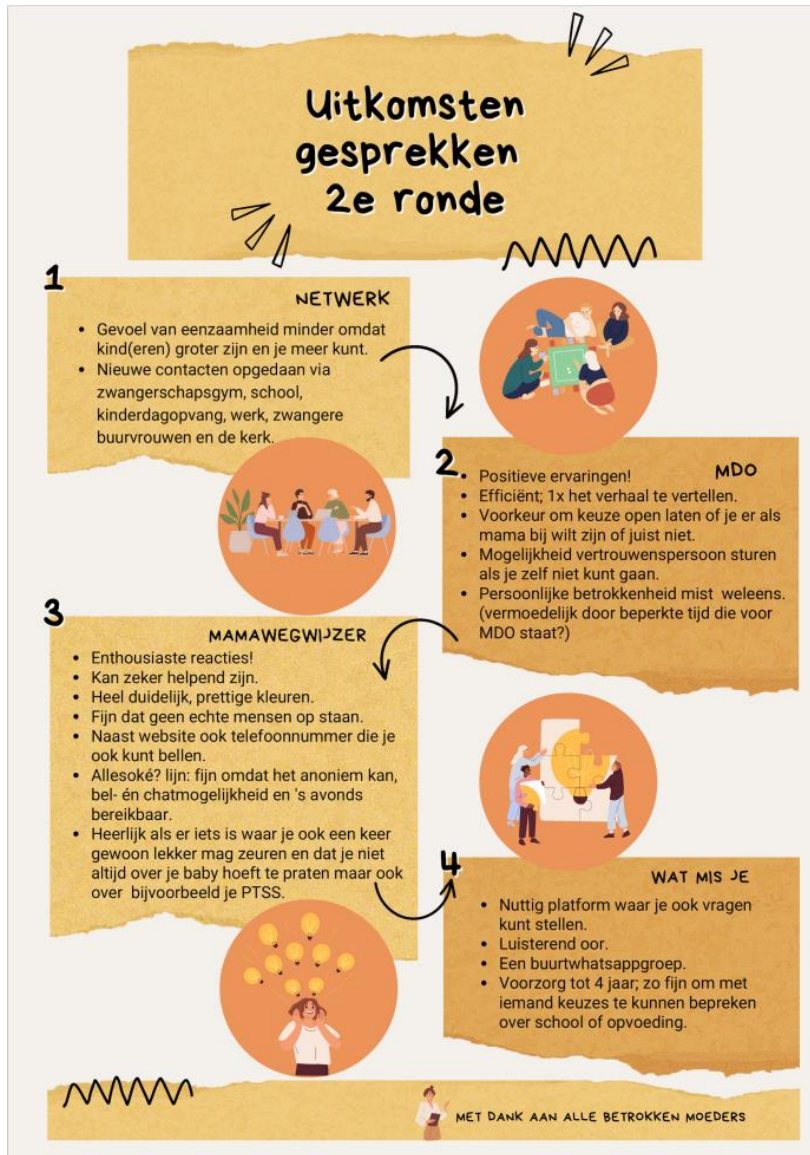 Uitkomsten
gesprekken
2e ronde
1
NETWERK
• Gevoel van eenzaamheid minder omdat
kind(eren) groter zijn en je meer kunt.
• Nieuwe contacten opgedaan via
zwangerschapsgym, school,
kinderdagopvang, werk, zwangere
buurvrouwen en de kerk.
2
MDO
• Positieve ervaringen!
• Efficiënt; 1x het verhaal te vertellen.
• Voorkeur om keuze open laten of je er als
mama bij wilt zijn of juist niet.
• Mogelijkheid vertrouwenspersoon sturen
als je zelf niet kunt gaan.
• Persoonlijke betrokkenheid mist weleens.
(vermoedelijk door beperkte tijd die voor
MDO staat?)
3
MAMAWEGWIJZER
• Enthousiaste reacties!
• Kan zeker helpend zijn.
• Heel duidelijk, prettige kleuren.
• Fijn dat geen echte mensen op staan.
• Naast website ook telefoonnummer die je
ook kunt bellen.
• Allesoké? lijn: fijn omdat het anoniem kan,
bel- én chatmogelijkheid en 's avonds
bereikbaar.
• Heerlijk als er iets is waar je ook een keer
gewoon lekker mag zeuren en dat je niet
altijd over je baby hoeft te praten maar ook
over bijvoorbeeld je PTSS.
4
WAT MIS JE
• Nuttig platform waar je ook vragen
kunt stellen.
• Luisterend oor.
• Een buurtwhatsappgroep.
• Voorzorg tot 4 jaar; zo fijn om met
iemand keuzes te kunnen bepreken
over school of opvoeding.
MET DANK AAN ALLE BETROKKEN MOEDERS